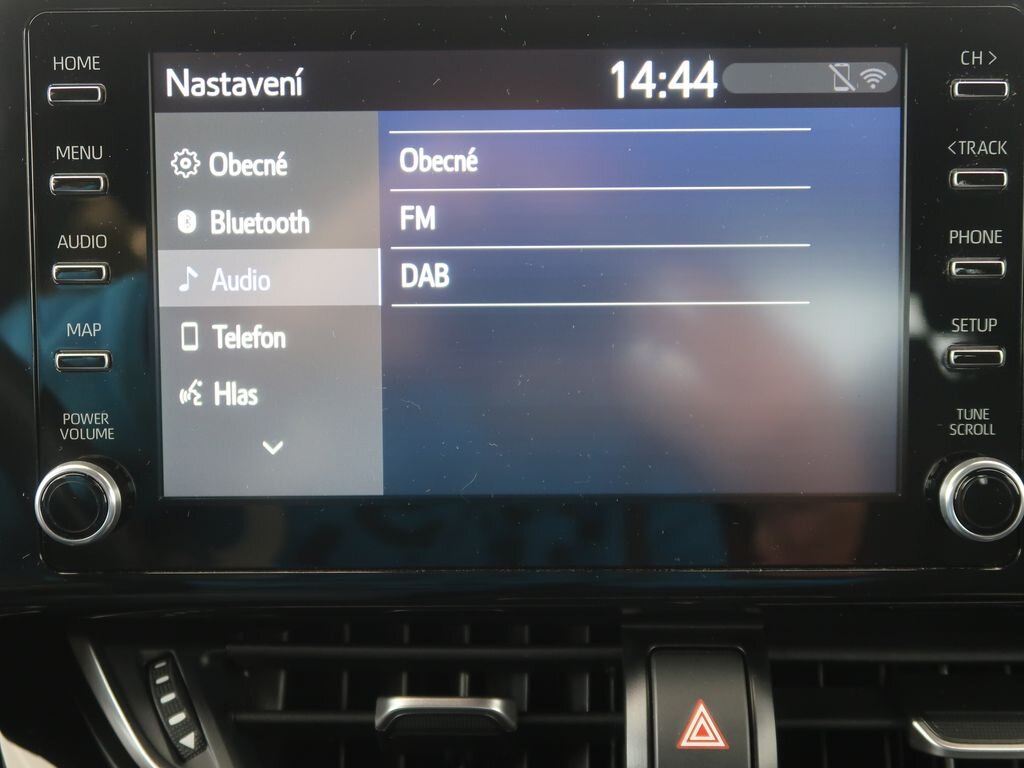 HOME
MENU
AUDIO
MAP
POWER
VOLUME
Nastavení
14:44
Obecné
Bluetooth
Audio
Telefon
Hlas
Obecné
FM
DAB
CH >
<TRACK
PHONE
SETUP
TUNE
SCROLL